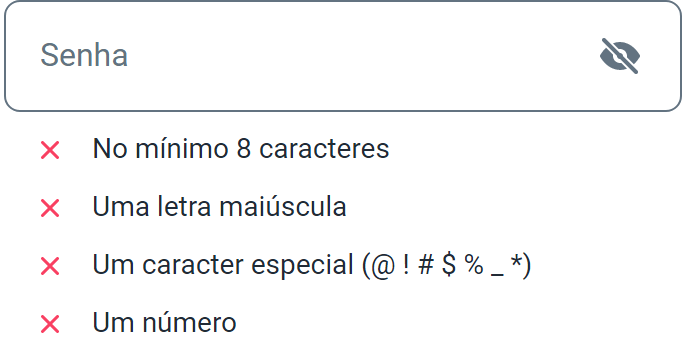 Senha
No mínimo 8 caracteres
Uma letra maiúscula
Um caracter especial (@ ! # $ % _ *)
Um número